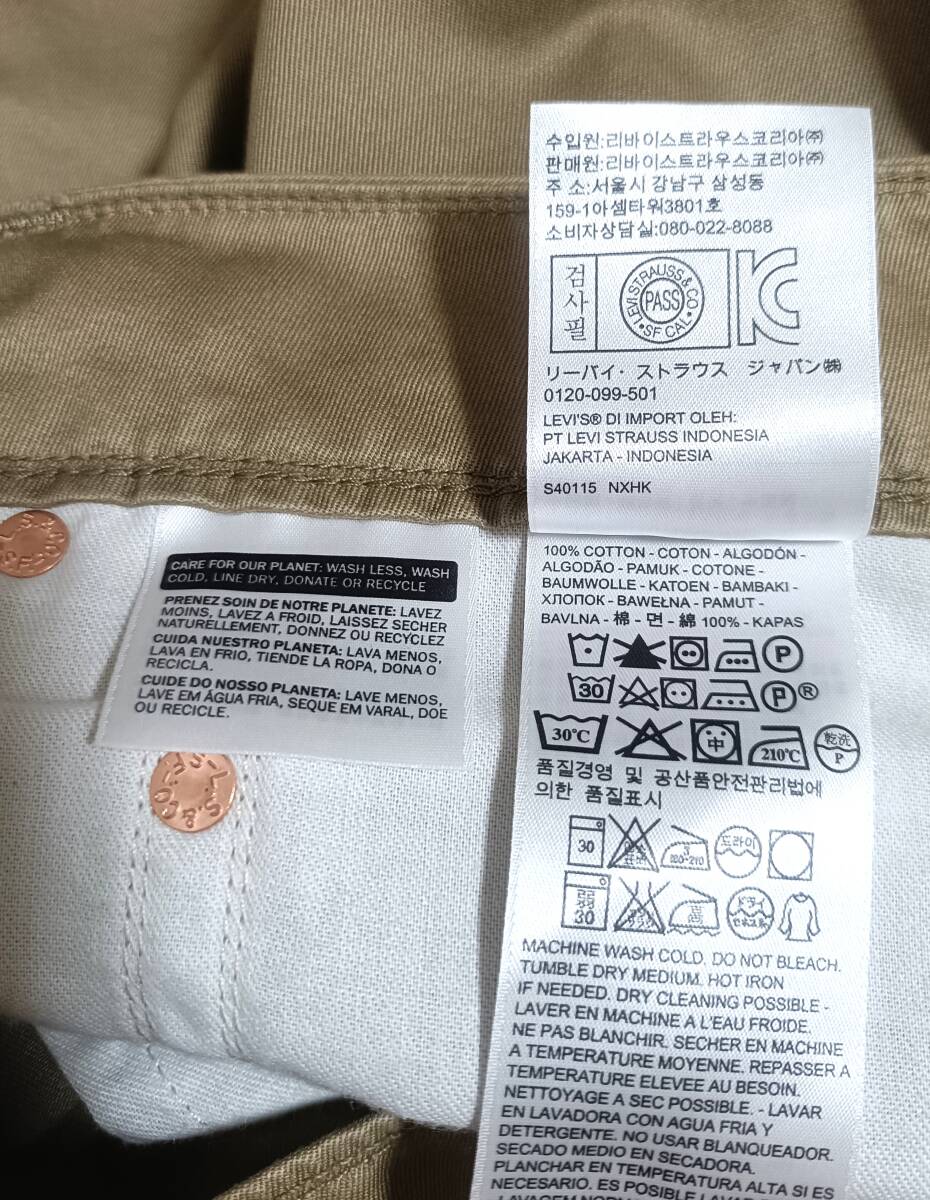 수입원:리바이스트라우스코리아㈜
판매원:리바이스트라우스코리아㈜
주 소:서울시 강남구 삼성동
159-1아셈타워3801호
소비자상담실:080-022-8088
검사필
LEVI STRAUSS & CO
PASS
SF CAL
リーバイ・ストラウス ジャパン㈱
0120-099-501
LEVI'S® DI IMPORT OLEH:
PT LEVI STRAUSS INDONESIA
JAKARTA - INDONESIA
S40115 NXHK
CARE FOR OUR PLANET: WASH LESS, WASH
COLD, LINE DRY, DONATE OR RECYCLE
PRENEZ SOIN DE NOTRE PLANETE: LAVEZ
MOINS, LAVEZ A FROID, LAISSEZ SECHER
NATURELLEMENT, DONNEZ OU RECYCLEZ
CUIDA NUESTRO PLANETA: LAVA MENOS,
LAVA EN FRIO, TIENDE LA ROPA, DONA O
RECICLA.
CUIDE DO NOSSO PLANETA: LAVE MENOS,
LAVE EM ÁGUA FRIA, SEQUE EM VARAL, DOE
OU RECICLE.
100% COTTON - COTON - ALGODÓN -
ALGODÃO - PAMUK - COTONE -
BAUMWOLLE - KATOEN - BAMBAKI -
ХЛОПОК - BAWEŁNA - PAMUT -
BAVLNA - 棉 - 면 - 綿 100% - KAPAS
P
30 P®
30℃ 中 210℃ 乾洗 P
품질경영 및 공산품안전관리법에
의한 품질표시
30 3 180-210 드라이
弱 30 高 ドライ セキユ系
MACHINE WASH COLD. DO NOT BLEACH.
TUMBLE DRY MEDIUM. HOT IRON
IF NEEDED. DRY CLEANING POSSIBLE -
LAVER EN MACHINE A L'EAU FROIDE.
NE PAS BLANCHIR. SECHER EN MACHINE
A TEMPERATURE MOYENNE. REPASSER A
TEMPERATURE ELEVEE AU BESOIN.
NETTOYAGE A SEC POSSIBLE. - LAVAR
EN LAVADORA CON AGUA FRIA Y
DETERGENTE. NO USAR BLANQUEADOR.
SECADO MEDIO EN SECADORA.
PLANCHAR EN TEMPERATURA ALTA SI ES
NECESARIO. ES POSIBLE LAVAR